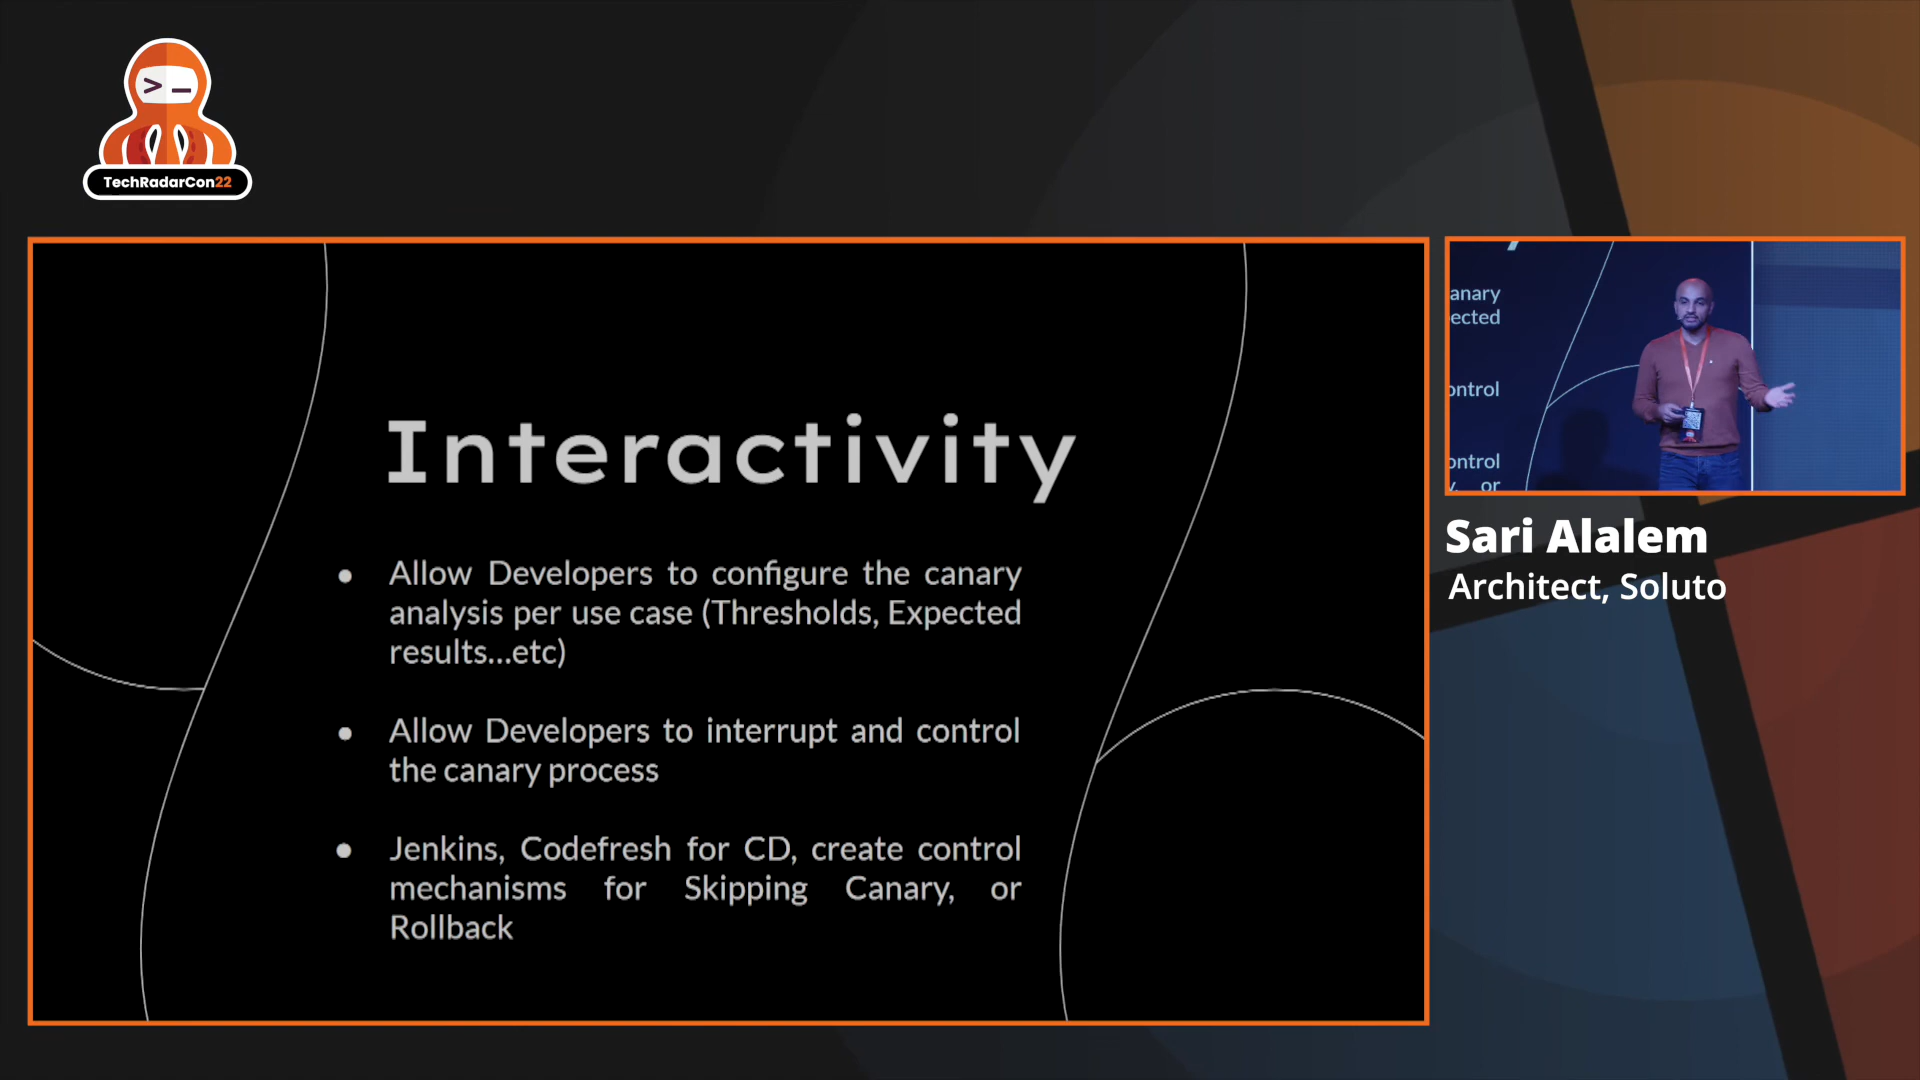 >_
TechRadarCon22
Interactivity
● Allow Developers to configure the canary
analysis per use case (Thresholds, Expected
results...etc)
● Allow Developers to interrupt and control
the canary process
● Jenkins, Codefresh for CD, create control
mechanisms for Skipping Canary, or
Rollback
anary
ected
ontrol
ontrol
y, or
Sari Alalem
Architect, Soluto